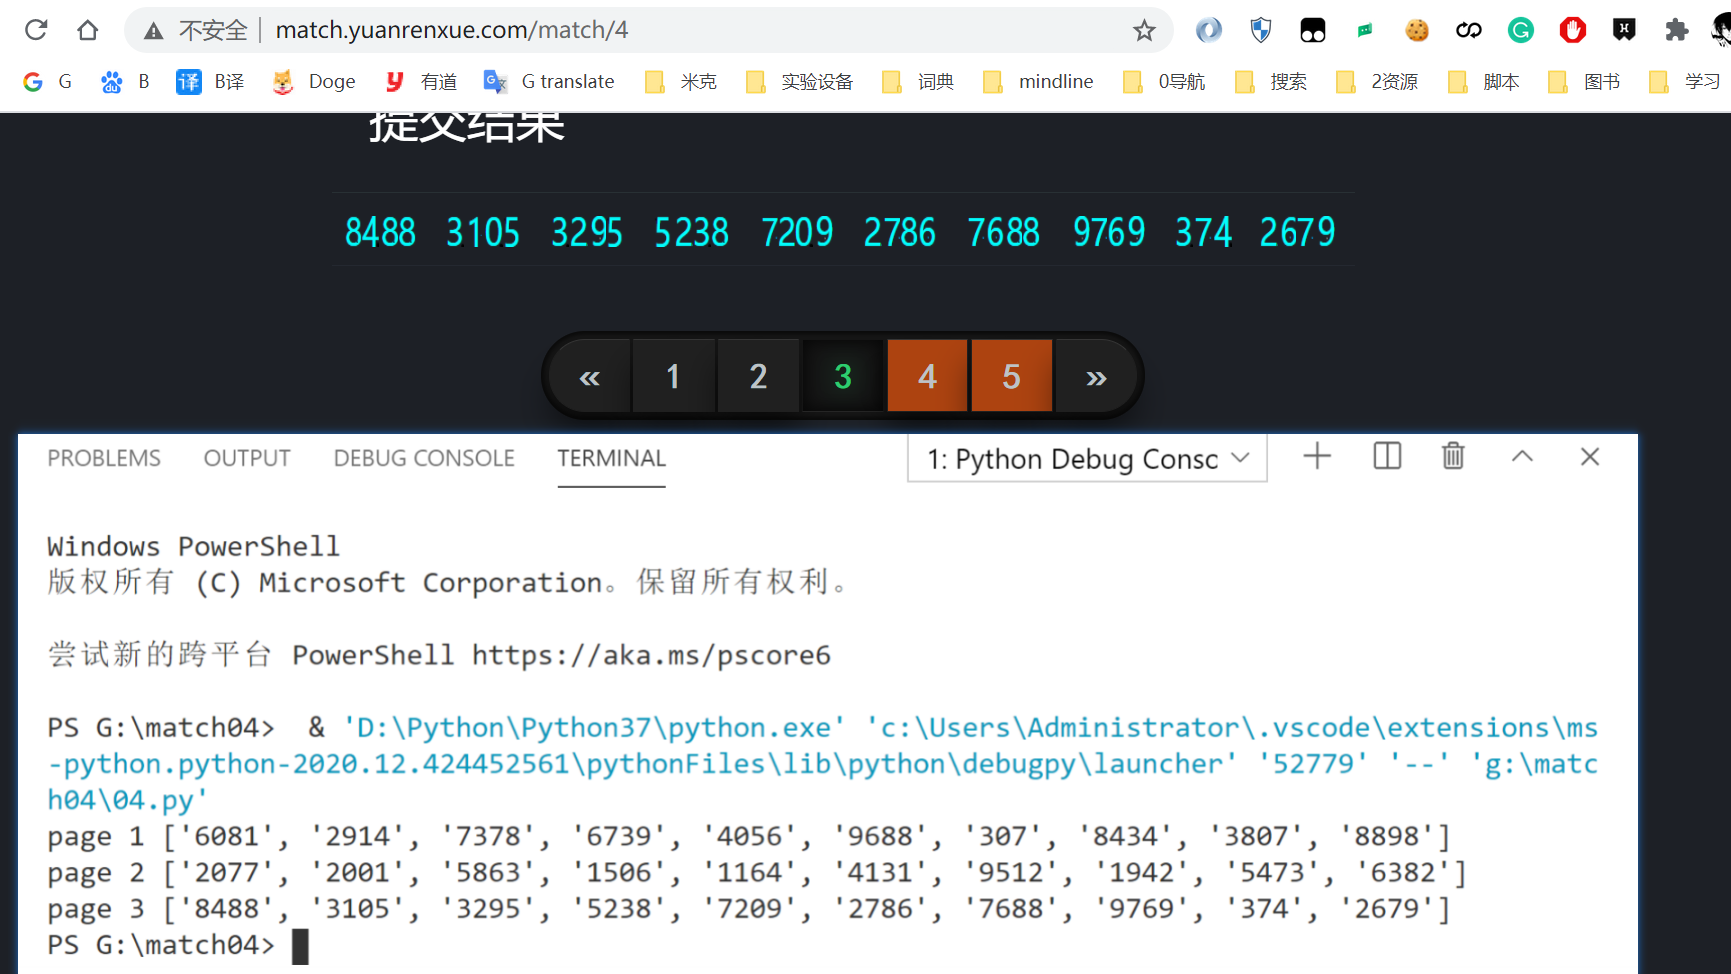 不安全 match.yuanrenxue.com/match/4
G B B译 Doge 有道 G translate 米克 实验设备 词典 mindline 0导航 搜索 2资源 脚本 图书 学习
提交结果
8488 3105 3295 5238 7209 2786 7688 9769 374 2679
« 1 2 3 4 5 »
PROBLEMS OUTPUT DEBUG CONSOLE TERMINAL 1: Python Debug Consc
Windows PowerShell
版权所有 (C) Microsoft Corporation。保留所有权利。
尝试新的跨平台 PowerShell https://aka.ms/pscore6
PS G:\match04>  & 'D:\Python\Python37\python.exe' 'c:\Users\Administrator\.vscode\extensions\ms
-python.python-2020.12.424452561\pythonFiles\lib\python\debugpy\launcher' '52779' '--' 'g:\matc
h04\04.py'
page 1 ['6081', '2914', '7378', '6739', '4056', '9688', '307', '8434', '3807', '8898']
page 2 ['2077', '2001', '5863', '1506', '1164', '4131', '9512', '1942', '5473', '6382']
page 3 ['8488', '3105', '3295', '5238', '7209', '2786', '7688', '9769', '374', '2679']
PS G:\match04>